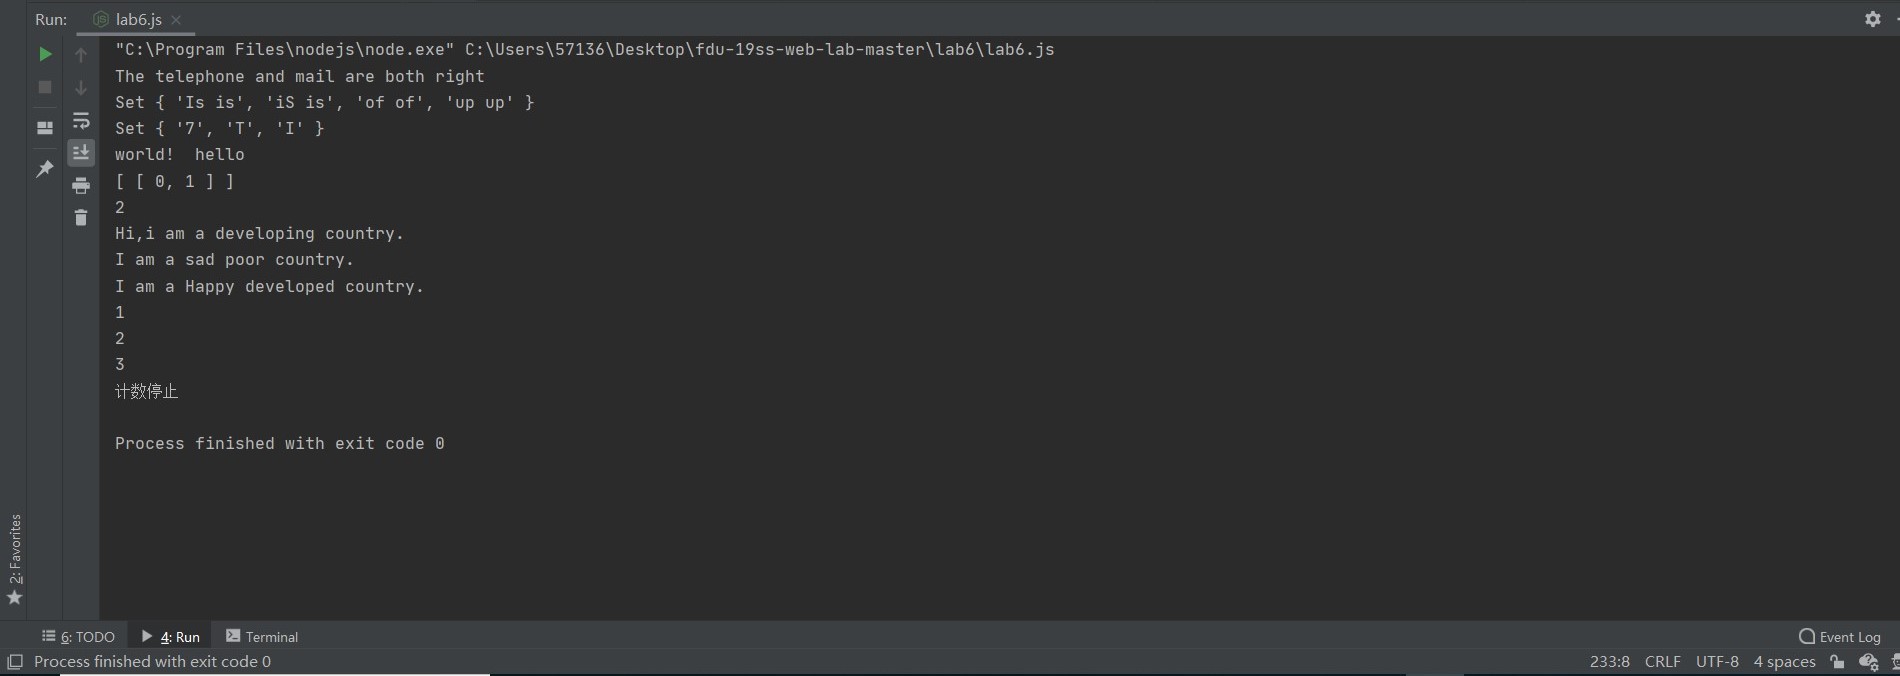 Run: lab6.js
"C:\Program Files\nodejs\node.exe" C:\Users\57136\Desktop\fdu-19ss-web-lab-master\lab6\lab6.js
The telephone and mail are both right
Set { 'Is is', 'iS is', 'of of', 'up up' }
Set { '7', 'T', 'I' }
world!  hello
[ [ 0, 1 ] ]
2
Hi,i am a developing country.
I am a sad poor country.
I am a Happy developed country.
1
2
3
计数停止
Process finished with exit code 0
2: Favorites
6: TODO 4: Run Terminal Event Log
Process finished with exit code 0 233:8 CRLF UTF-8 4 spaces